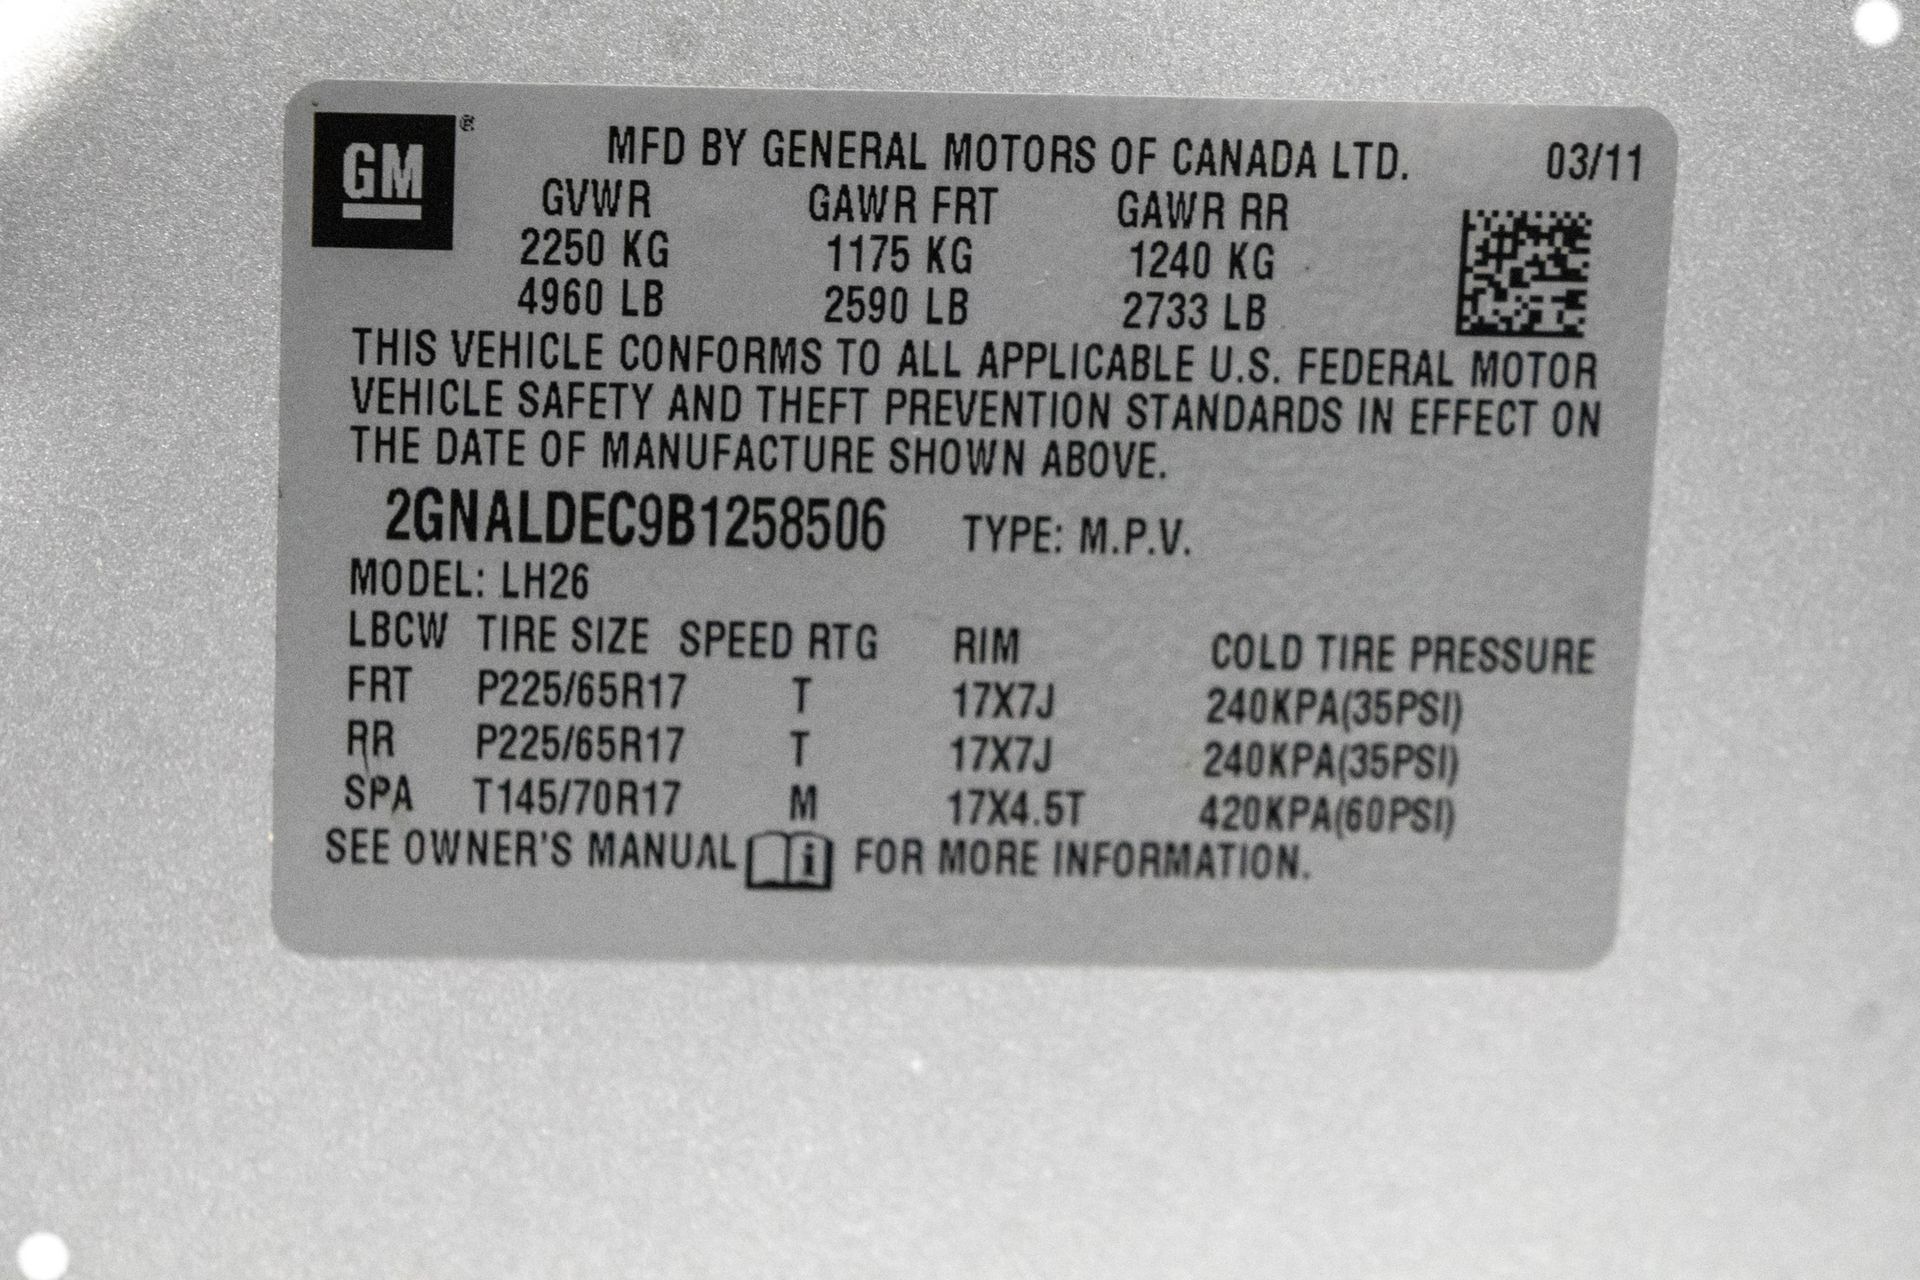 GM ®
MFD BY GENERAL MOTORS OF CANADA LTD. 03/11
GVWR GAWR FRT GAWR RR
2250 KG 1175 KG 1240 KG
4960 LB 2590 LB 2733 LB
THIS VEHICLE CONFORMS TO ALL APPLICABLE U.S. FEDERAL MOTOR
VEHICLE SAFETY AND THEFT PREVENTION STANDARDS IN EFFECT ON
THE DATE OF MANUFACTURE SHOWN ABOVE.
2GNALDEC9B1258506 TYPE: M.P.V.
MODEL: LH26
LBCW TIRE SIZE SPEED RTG RIM COLD TIRE PRESSURE
FRT P225/65R17 T 17X7J 240KPA(35PSI)
RR P225/65R17 T 17X7J 240KPA(35PSI)
SPA T145/70R17 M 17X4.5T 420KPA(60PSI)
SEE OWNER'S MANUAL i FOR MORE INFORMATION.